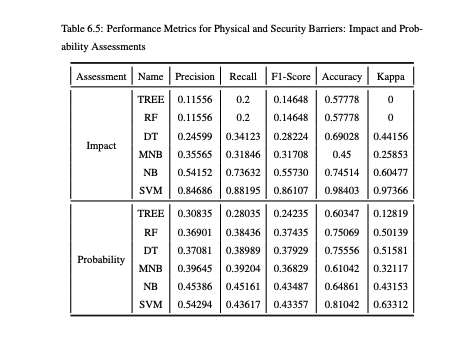 Table 6.5: Performance Metrics for Physical and Security Barriers: Impact and Prob-
ability Assessments
Assessment Name Precision Recall F1-Score Accuracy Kappa
TREE 0.11556 0.2 0.14648 0.57778 0
RF 0.11556 0.2 0.14648 0.57778 0
DT 0.24599 0.34123 0.28224 0.69028 0.44156
Impact
MNB 0.35565 0.31846 0.31708 0.45 0.25853
NB 0.54152 0.73632 0.55730 0.74514 0.60477
SVM 0.84686 0.88195 0.86107 0.98403 0.97366
TREE 0.30835 0.28035 0.24235 0.60347 0.12819
RF 0.36901 0.38436 0.37435 0.75069 0.50139
DT 0.37081 0.38989 0.37929 0.75556 0.51581
Probability
MNB 0.39645 0.39204 0.36829 0.61042 0.32117
NB 0.45386 0.45161 0.43487 0.64861 0.43153
SVM 0.54294 0.43617 0.43357 0.81042 0.63312